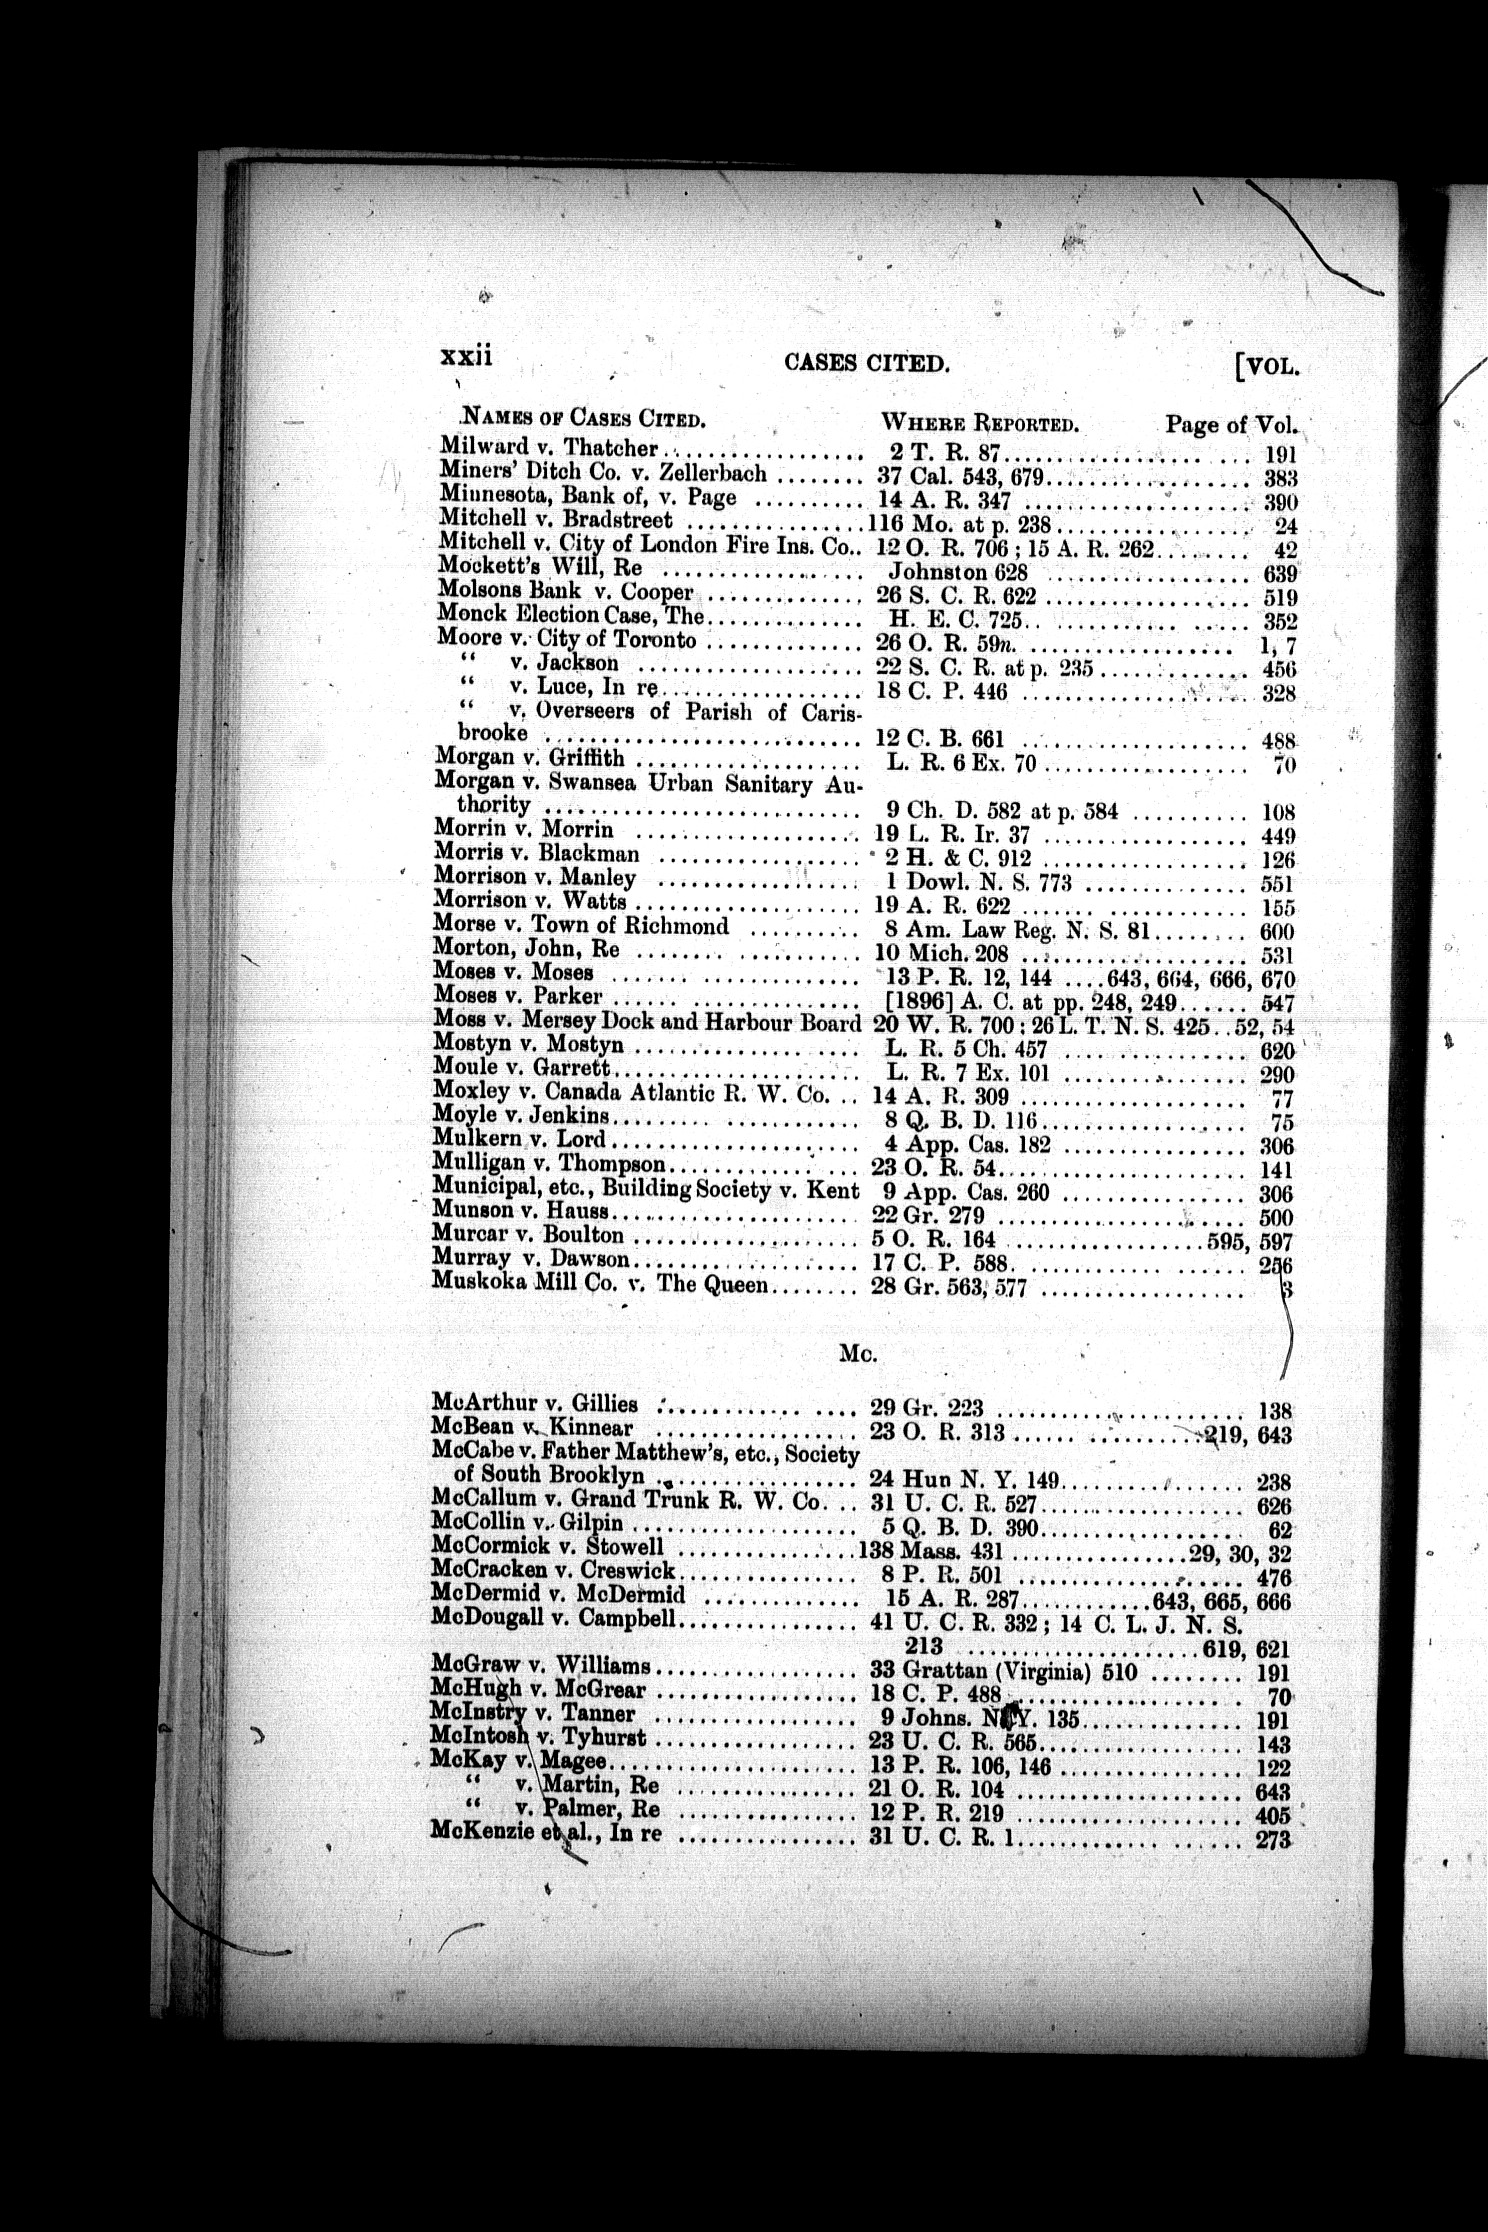 xxii CASES CITED. [VOL.
NAMES OF CASES CITED. WHERE REPORTED. Page of Vol.
Milward v. Thatcher 2 T. R. 87 191
Miners' Ditch Co. v. Zellerbach 37 Cal. 543, 679 383
Minnesota, Bank of, v. Page 14 A. R. 347 390
Mitchell v. Bradstreet 116 Mo. at p. 238 24
Mitchell v. City of London Fire Ins. Co. 12 O. R. 706 ; 15 A. R. 262 42
Mockett's Will, Re Johnston 628 639
Molsons Bank v. Cooper 26 S. C. R. 622 519
Monck Election Case, The H. E. C. 725 352
Moore v. City of Toronto 26 O. R. 59n. 1, 7
" v. Jackson 22 S. C. R. at p. 235 456
" v. Luce, In re 18 C. P. 446 328
" v. Overseers of Parish of Caris-
brooke 12 C. B. 661 488
Morgan v. Griffith L. R. 6 Ex. 70 70
Morgan v. Swansea Urban Sanitary Au-
thority 9 Ch. D. 582 at p. 584 108
Morrin v. Morrin 19 L. R. Ir. 37 449
Morris v. Blackman 2 H. & C. 912 126
Morrison v. Manley 1 Dowl. N. S. 773 551
Morrison v. Watts 19 A. R. 622 155
Morse v. Town of Richmond 8 Am. Law Reg. N. S. 81 600
Morton, John, Re 10 Mich. 208 531
Moses v. Moses 13 P. R. 12, 144 643, 664, 666, 670
Moses v. Parker [1896] A. C. at pp. 248, 249 547
Moss v. Mersey Dock and Harbour Board 20 W. R. 700 : 26 L. T. N. S. 425 52, 54
Mostyn v. Mostyn L. R. 5 Ch. 457 620
Moule v. Garrett L. R. 7 Ex. 101 290
Moxley v. Canada Atlantic R. W. Co. 14 A. R. 309 77
Moyle v. Jenkins 8 Q. B. D. 116 75
Mulkern v. Lord 4 App. Cas. 182 306
Mulligan v. Thompson 23 O. R. 54 141
Municipal, etc., Building Society v. Kent 9 App. Cas. 260 306
Munson v. Hauss 22 Gr. 279 500
Murcar v. Boulton 5 O. R. 164 595, 597
Murray v. Dawson 17 C. P. 588. 256
Muskoka Mill Co. v. The Queen 28 Gr. 563, 577 3
Mc.
McArthur v. Gillies 29 Gr. 223 138
McBean v. Kinnear 23 O. R. 313 219, 643
McCabe v. Father Matthew's, etc., Society
of South Brooklyn 24 Hun N. Y. 149 238
McCallum v. Grand Trunk R. W. Co. 31 U. C. R. 527 626
McCollin v. Gilpin 5 Q. B. D. 390 62
McCormick v. Stowell 138 Mass. 431 29, 30, 32
McCracken v. Creswick 8 P. R. 501 476
McDermid v. McDermid 15 A. R. 287 643, 665, 666
McDougall v. Campbell 41 U. C. R. 332 ; 14 C. L. J. N. S.
213 619, 621
McGraw v. Williams 33 Grattan (Virginia) 510 191
McHugh v. McGrear 18 C. P. 488 70
McInstry v. Tanner 9 Johns. N. Y. 135 191
McIntosh v. Tyhurst 23 U. C. R. 565 143
McKay v. Magee 13 P. R. 106, 146 122
" v. Martin, Re 21 O. R. 104 643
" v. Palmer, Re 12 P. R. 219 405
McKenzie et al., In re 31 U. C. R. 1 273